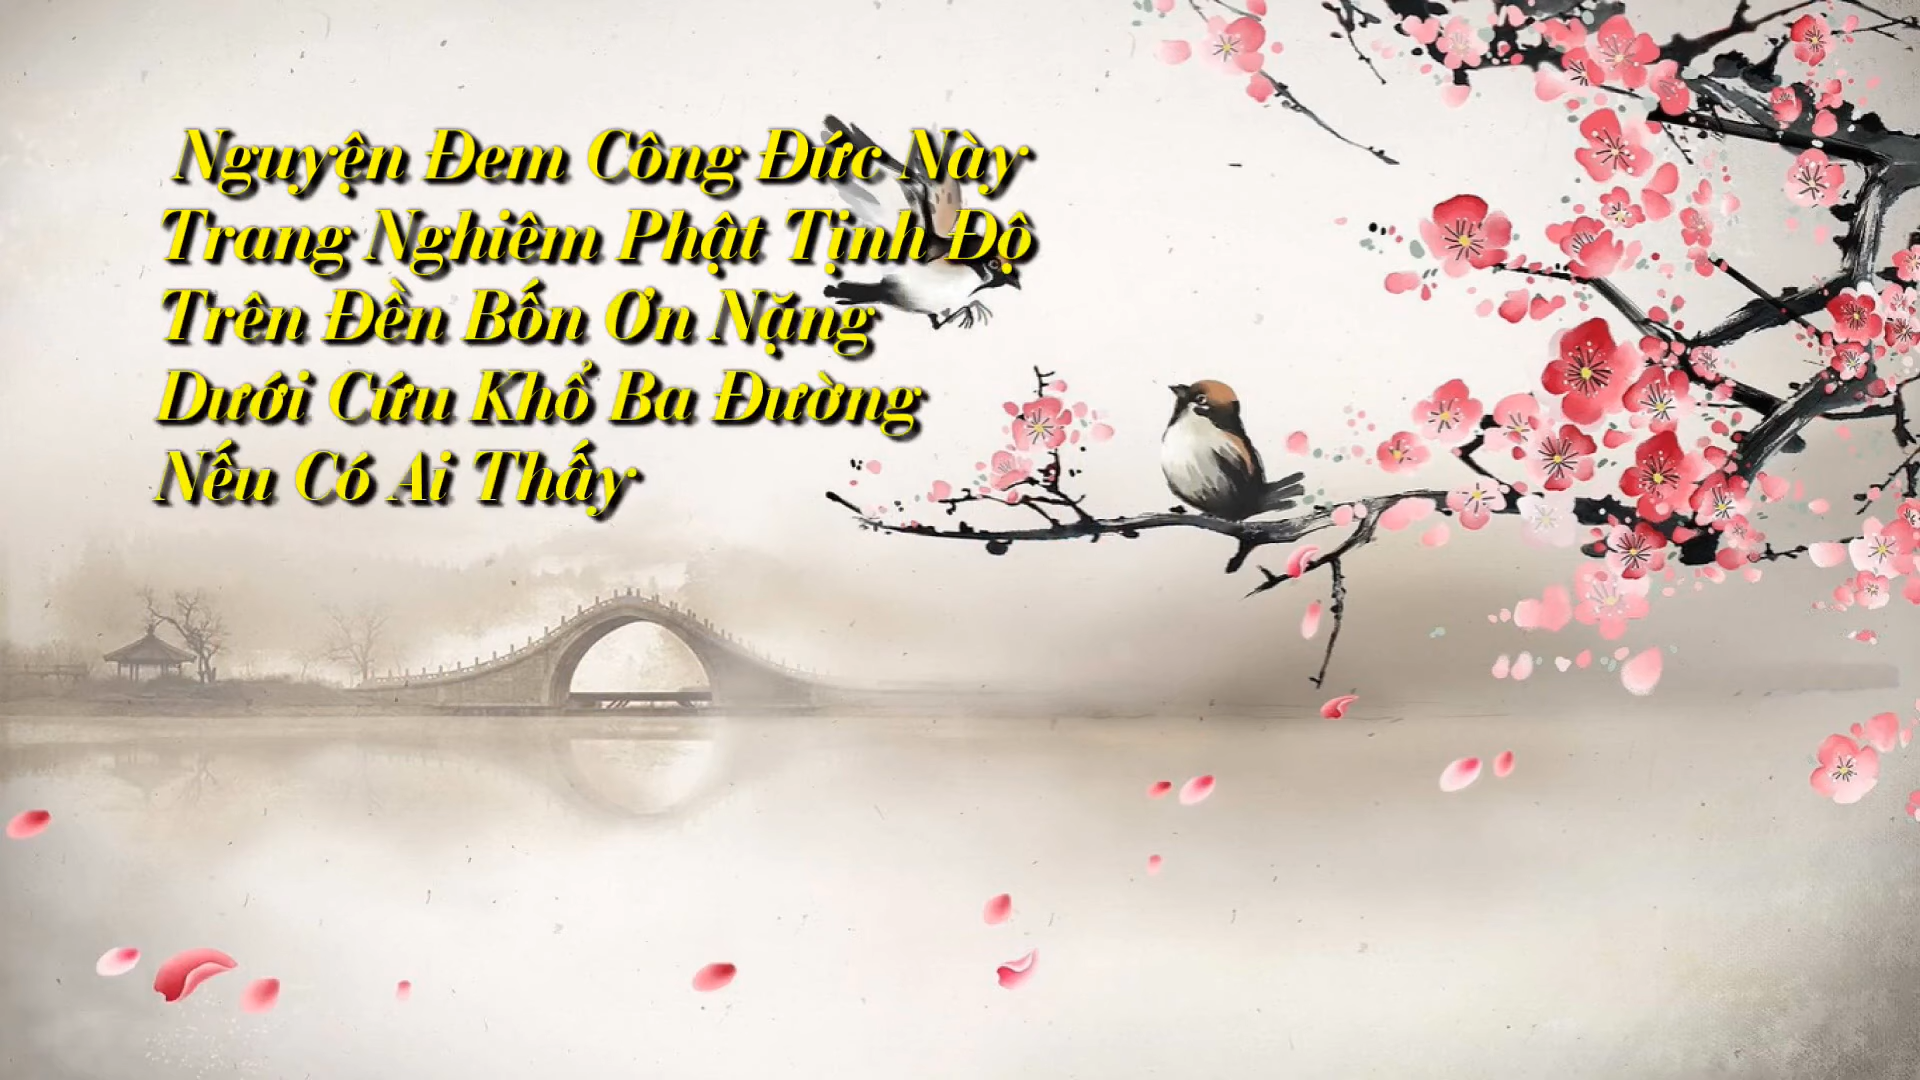 Nguyện Đem Công Đức Này
Trang Nghiêm Phật Tịnh Độ
Trên Đền Bốn Ơn Nặng
Dưới Cứu Khổ Ba Đường
Nếu Có Ai Thấy